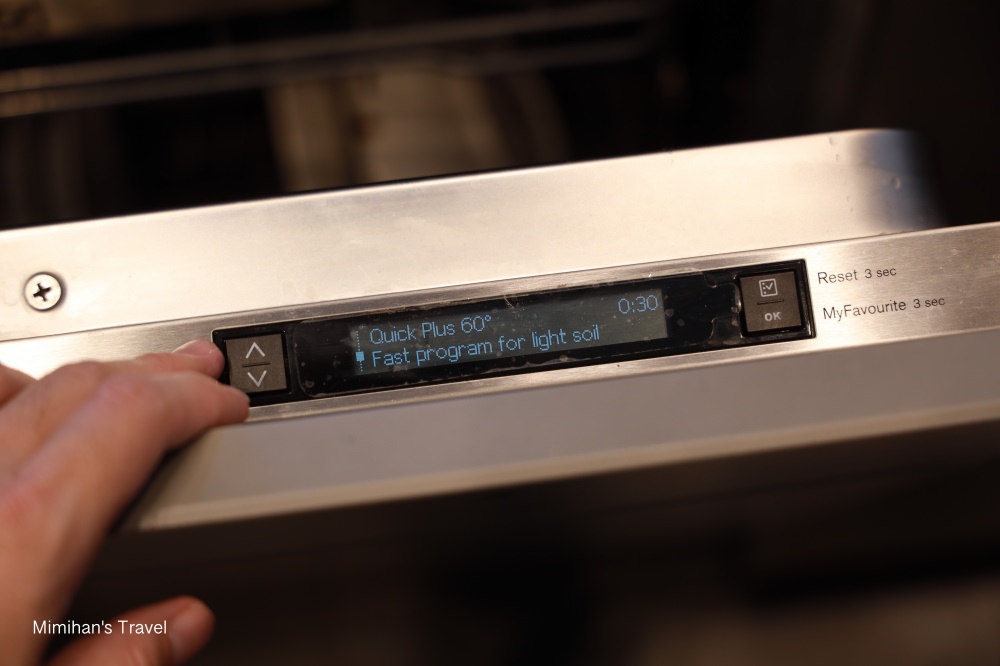 Quick Plus 60° 0:30
Fast program for light soil
OK
Reset 3 sec
MyFavourite 3 sec
Mimihan's Travel